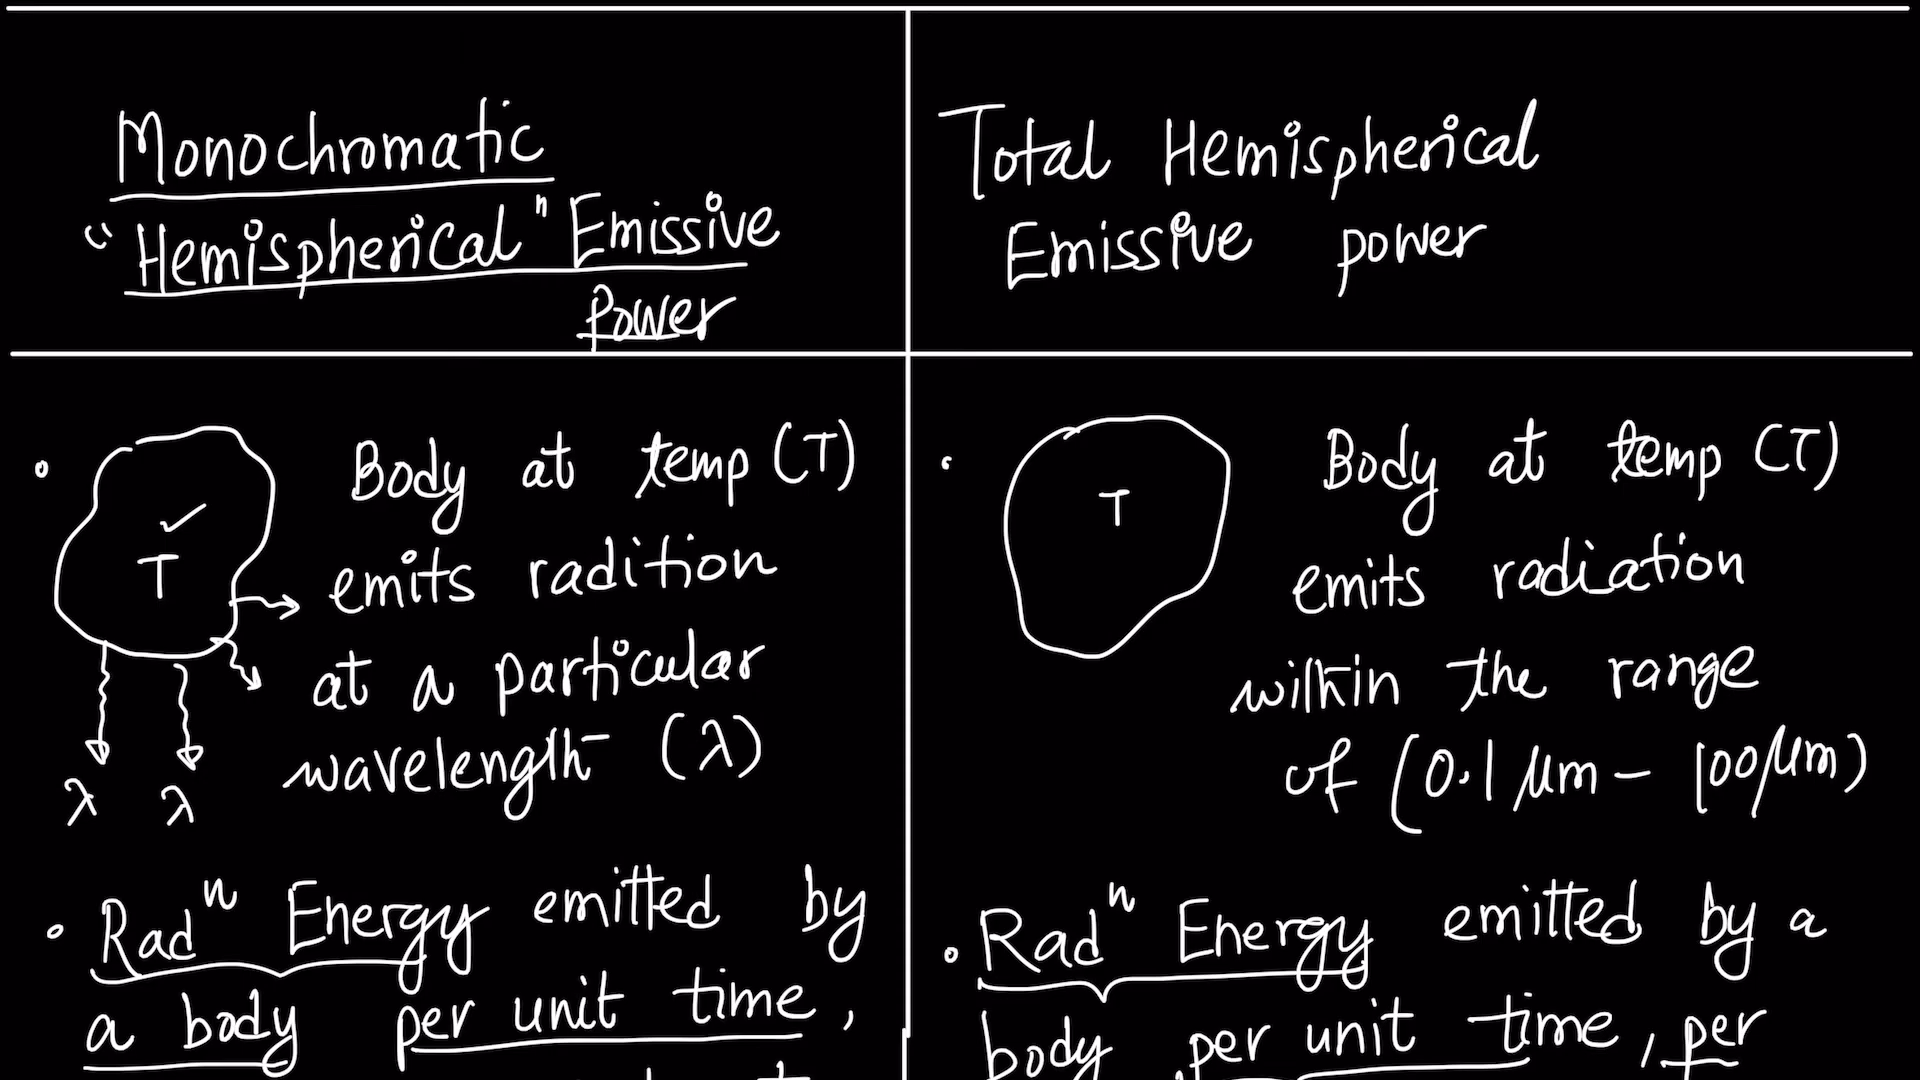 Monochromatic
"Hemispherical" Emissive
Power
Total Hemispherical
Emissive power
T
Body at temp (T)
emits radition
at a particular
wavelength (λ)
λ λ
Radⁿ Energy emitted by
a body per unit time,
T
Body at temp (T)
emits radiation
within the range
of (0.1 μm – 100 μm)
Radⁿ Energy emitted by a
body, per unit time, per